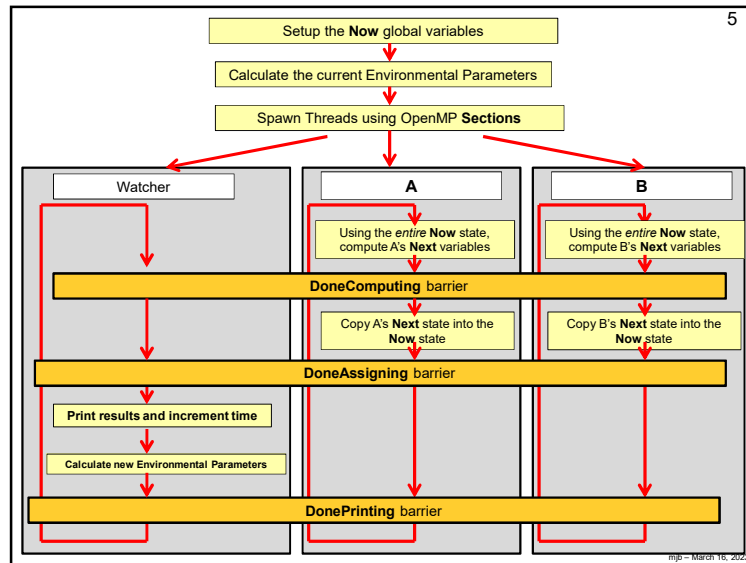 5
Setup the Now global variables
Calculate the current Environmental Parameters
Spawn Threads using OpenMP Sections
Watcher
A
B
Using the entire Now state,
compute A's Next variables
Using the entire Now state,
compute B's Next variables
DoneComputing barrier
Copy A's Next state into the
Now state
Copy B's Next state into the
Now state
DoneAssigning barrier
Print results and increment time
Calculate new Environmental Parameters
DonePrinting barrier
mjb – March 16, 202